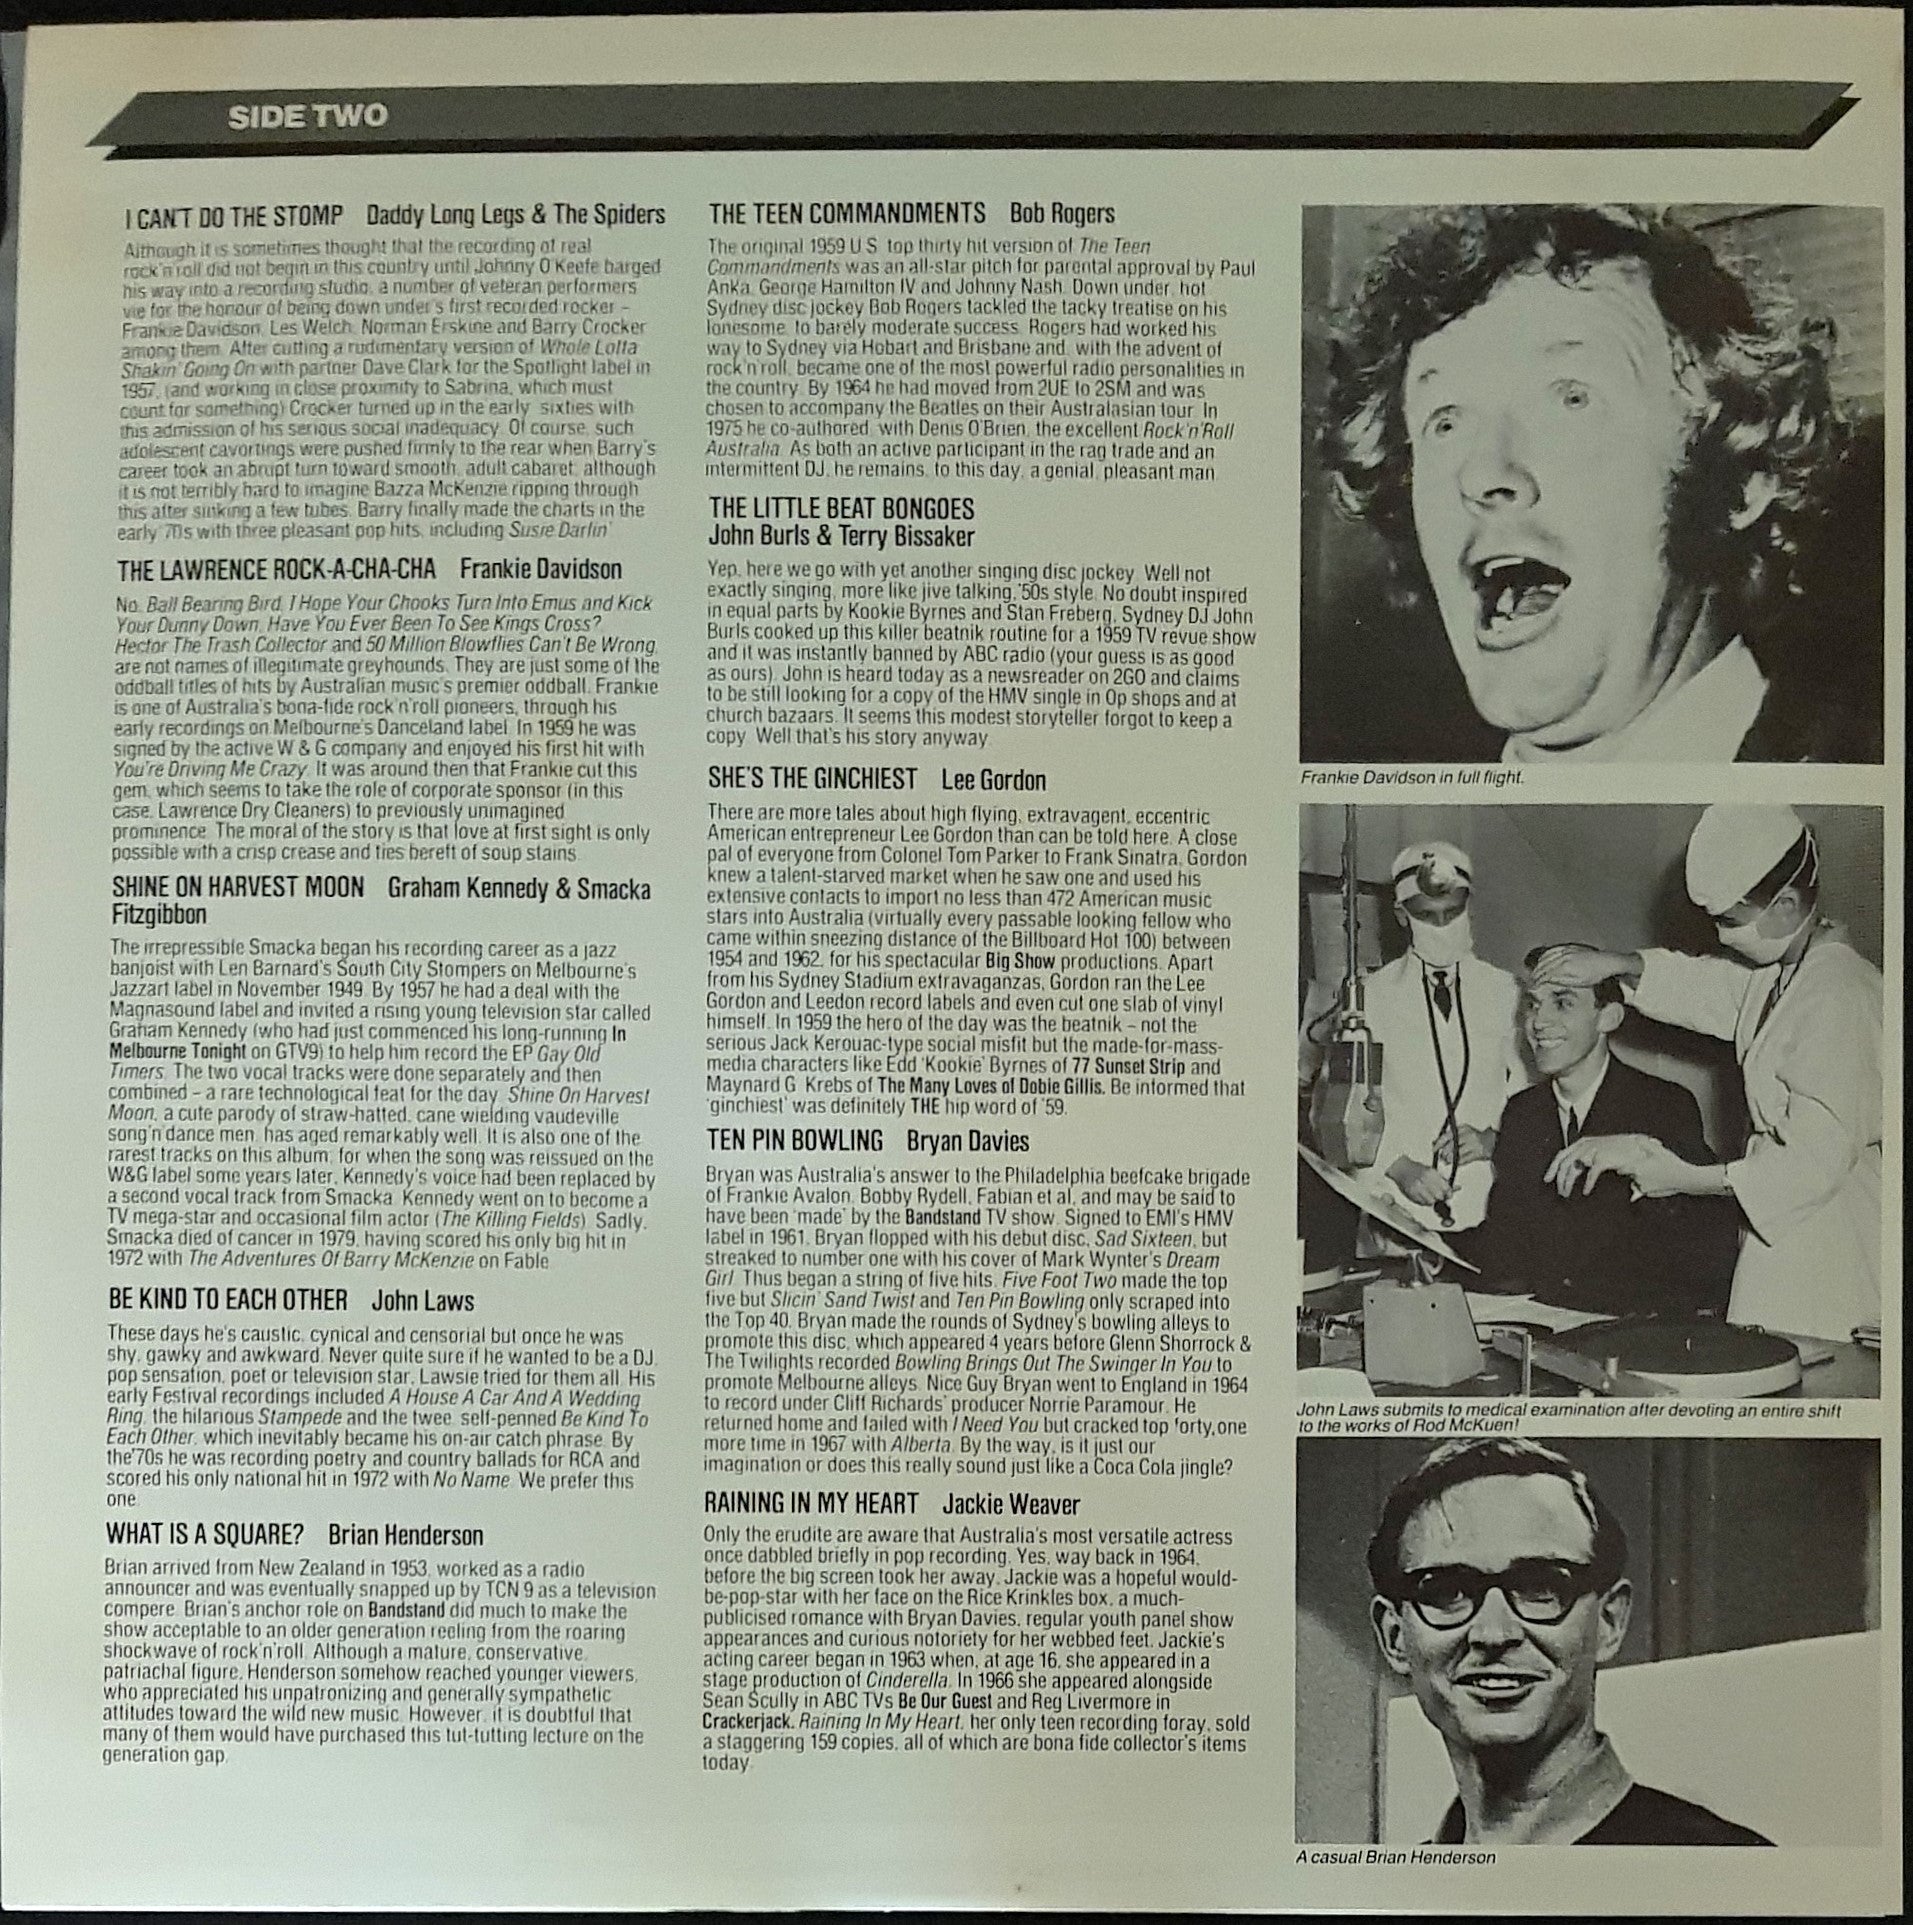 SIDE TWO
I CAN'T DO THE STOMP Daddy Long Legs & The Spiders
Although it is sometimes thought that the recording of real
rock'n'roll did not begin in this country until Johnny O'Keefe barged
his way into a recording studio, a number of veteran performers
vie for the honour of being down under's first recorded rocker –
Frankie Davidson, Les Welch, Norman Erskine and Barry Crocker
among them. After cutting a rudimentary version of Whole Lotta
Shakin' Going On with partner Dave Clark for the Spotlight label in
1957, (and working in close proximity to Sabrina, which must
count for something) Crocker turned up in the early sixties with
this admission of his serious social inadequacy. Of course, such
adolescent cavortings were pushed firmly to the rear when Barry's
career took an abrupt turn toward smooth, adult cabaret, although
it is not terribly hard to imagine Bazza McKenzie ripping through
this after sinking a few tubes. Barry finally made the charts in the
early '70s with three pleasant pop hits, including Susie Darlin'
THE LAWRENCE ROCK-A-CHA-CHA Frankie Davidson
No, Ball Bearing Bird, I Hope Your Chooks Turn Into Emus and Kick
Your Dunny Down, Have You Ever Been To See Kings Cross?,
Hector The Trash Collector and 50 Million Blowflies Can't Be Wrong,
are not names of illegitimate greyhounds. They are just some of the
oddball titles of hits by Australian music's premier oddball. Frankie
is one of Australia's bona-fide rock'n'roll pioneers, through his
early recordings on Melbourne's Danceland label. In 1959 he was
signed by the active W & G company and enjoyed his first hit with
You're Driving Me Crazy. It was around then that Frankie cut this
gem, which seems to take the role of corporate sponsor (in this
case, Lawrence Dry Cleaners) to previously unimagined
prominence. The moral of the story is that love at first sight is only
possible with a crisp crease and ties bereft of soup stains.
SHINE ON HARVEST MOON Graham Kennedy & Smacka
Fitzgibbon
The irrepressible Smacka began his recording career as a jazz
banjoist with Len Barnard's South City Stompers on Melbourne's
Jazzart label in November 1949. By 1957 he had a deal with the
Magnasound label and invited a rising young television star called
Graham Kennedy (who had just commenced his long-running In
Melbourne Tonight on GTV9) to help him record the EP Gay Old
Timers. The two vocal tracks were done separately and then
combined – a rare technological feat for the day. Shine On Harvest
Moon, a cute parody of straw-hatted, cane wielding vaudeville
song'n'dance men, has aged remarkably well. It is also one of the
rarest tracks on this album, for when the song was reissued on the
W&G label some years later, Kennedy's voice had been replaced by
a second vocal track from Smacka. Kennedy went on to become a
TV mega-star and occasional film actor (The Killing Fields). Sadly,
Smacka died of cancer in 1979, having scored his only big hit in
1972 with The Adventures Of Barry McKenzie on Fable.
BE KIND TO EACH OTHER John Laws
These days he's caustic, cynical and censorial but once he was
shy, gawky and awkward. Never quite sure if he wanted to be a DJ,
pop sensation, poet or television star, Lawsie tried for them all. His
early Festival recordings included A House A Car And A Wedding
Ring, the hilarious Stampede and the twee, self-penned Be Kind To
Each Other, which inevitably became his on-air catch phrase. By
the '70s he was recording poetry and country ballads for RCA and
scored his only national hit in 1972 with No Name. We prefer this
one.
WHAT IS A SQUARE? Brian Henderson
Brian arrived from New Zealand in 1953, worked as a radio
announcer and was eventually snapped up by TCN 9 as a television
compere. Brian's anchor role on Bandstand did much to make the
show acceptable to an older generation reeling from the roaring
shockwave of rock'n'roll. Although a mature, conservative,
patriachal figure, Henderson somehow reached younger viewers,
who appreciated his unpatronizing and generally sympathetic
attitudes toward the wild new music. However, it is doubtful that
many of them would have purchased this tut-tutting lecture on the
generation gap.
THE TEEN COMMANDMENTS Bob Rogers
The original 1959 U.S. top thirty hit version of The Teen
Commandments was an all-star pitch for parental approval by Paul
Anka, George Hamilton IV and Johnny Nash. Down under, hot
Sydney disc jockey Bob Rogers tackled the tacky treatise on his
lonesome, to barely moderate success. Rogers had worked his
way to Sydney via Hobart and Brisbane and, with the advent of
rock'n'roll, became one of the most powerful radio personalities in
the country. By 1964 he had moved from 2UE to 2SM and was
chosen to accompany the Beatles on their Australasian tour. In
1975 he co-authored, with Denis O'Brien, the excellent Rock'n'Roll
Australia. As both an active participant in the rag trade and an
intermittent DJ, he remains, to this day, a genial, pleasant man.
THE LITTLE BEAT BONGOES
John Burls & Terry Bissaker
Yep, here we go with yet another singing disc jockey. Well not
exactly singing, more like jive talking, '50s style. No doubt inspired
in equal parts by Kookie Byrnes and Stan Freberg, Sydney DJ John
Burls cooked up this killer beatnik routine for a 1959 TV revue show
and it was instantly banned by ABC radio (your guess is as good
as ours). John is heard today as a newsreader on 2GO and claims
to be still looking for a copy of the HMV single in Op shops and at
church bazaars. It seems this modest storyteller forgot to keep a
copy. Well that's his story anyway.
SHE'S THE GINCHIEST Lee Gordon
There are more tales about high flying, extravagent, eccentric
American entrepreneur Lee Gordon than can be told here. A close
pal of everyone from Colonel Tom Parker to Frank Sinatra, Gordon
knew a talent-starved market when he saw one and used his
extensive contacts to import no less than 472 American music
stars into Australia (virtually every passable looking fellow who
came within sneezing distance of the Billboard Hot 100) between
1954 and 1962, for his spectacular Big Show productions. Apart
from his Sydney Stadium extravaganzas, Gordon ran the Lee
Gordon and Leedon record labels and even cut one slab of vinyl
himself. In 1959 the hero of the day was the beatnik – not the
serious Jack Kerouac-type social misfit but the made-for-mass-
media characters like Edd 'Kookie' Byrnes of 77 Sunset Strip and
Maynard G. Krebs of The Many Loves of Dobie Gillis. Be informed that
'ginchiest' was definitely THE hip word of '59.
TEN PIN BOWLING Bryan Davies
Bryan was Australia's answer to the Philadelphia beefcake brigade
of Frankie Avalon, Bobby Rydell, Fabian et al, and may be said to
have been 'made' by the Bandstand TV show. Signed to EMI's HMV
label in 1961, Bryan flopped with his debut disc, Sad Sixteen, but
streaked to number one with his cover of Mark Wynter's Dream
Girl. Thus began a string of five hits. Five Foot Two made the top
five but Slicin' Sand Twist and Ten Pin Bowling only scraped into
the Top 40. Bryan made the rounds of Sydney's bowling alleys to
promote this disc, which appeared 4 years before Glenn Shorrock &
The Twilights recorded Bowling Brings Out The Swinger In You to
promote Melbourne alleys. Nice Guy Bryan went to England in 1964
to record under Cliff Richards' producer Norrie Paramour. He
returned home and failed with I Need You but cracked top forty one
more time in 1967 with Alberta. By the way, is it just our
imagination or does this really sound just like a Coca Cola jingle?
RAINING IN MY HEART Jackie Weaver
Only the erudite are aware that Australia's most versatile actress
once dabbled briefly in pop recording. Yes, way back in 1964,
before the big screen took her away, Jackie was a hopeful would-
be-pop-star with her face on the Rice Krinkles box, a much-
publicised romance with Bryan Davies, regular youth panel show
appearances and curious notoriety for her webbed feet. Jackie's
acting career began in 1963 when, at age 16, she appeared in a
stage production of Cinderella. In 1966 she appeared alongside
Sean Scully in ABC TVs Be Our Guest and Reg Livermore in
Crackerjack. Raining In My Heart, her only teen recording foray, sold
a staggering 159 copies, all of which are bona fide collector's items
today.
Frankie Davidson in full flight.
John Laws submits to medical examination after devoting an entire shift
to the works of Rod McKuen!
A casual Brian Henderson